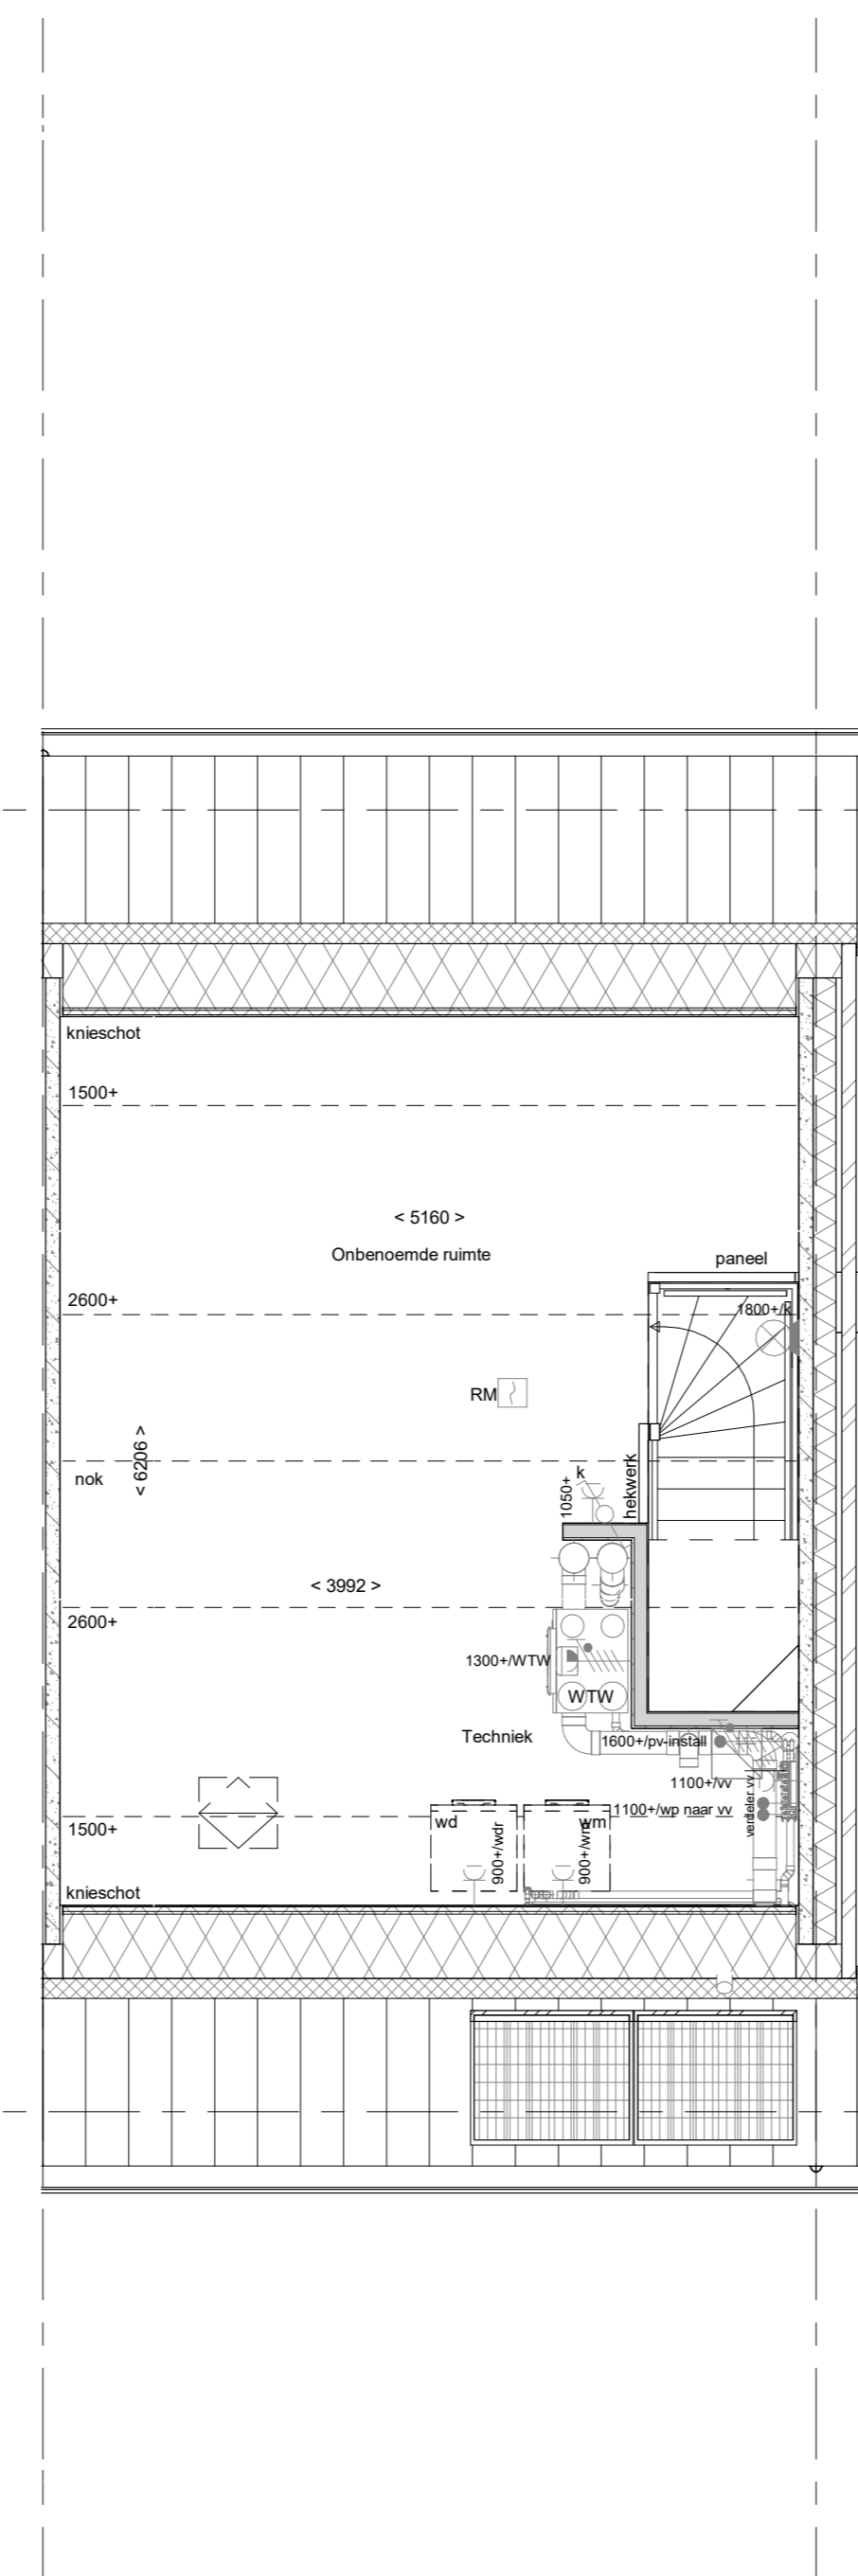 knieschot
1500+
< 5160 >
Onbenoemde ruimte
paneel
2600+
1800+/k
RM
< 6206 >
nok
hekwerk
k
1050+
< 3992 >
2600+
1300+/WTW
WTW
Techniek
1600+/pv-install
1100+/vv
verdeler vv
1100+/wp naar vv
1500+
wd
900+/wdr
wm
900+/wm
knieschot